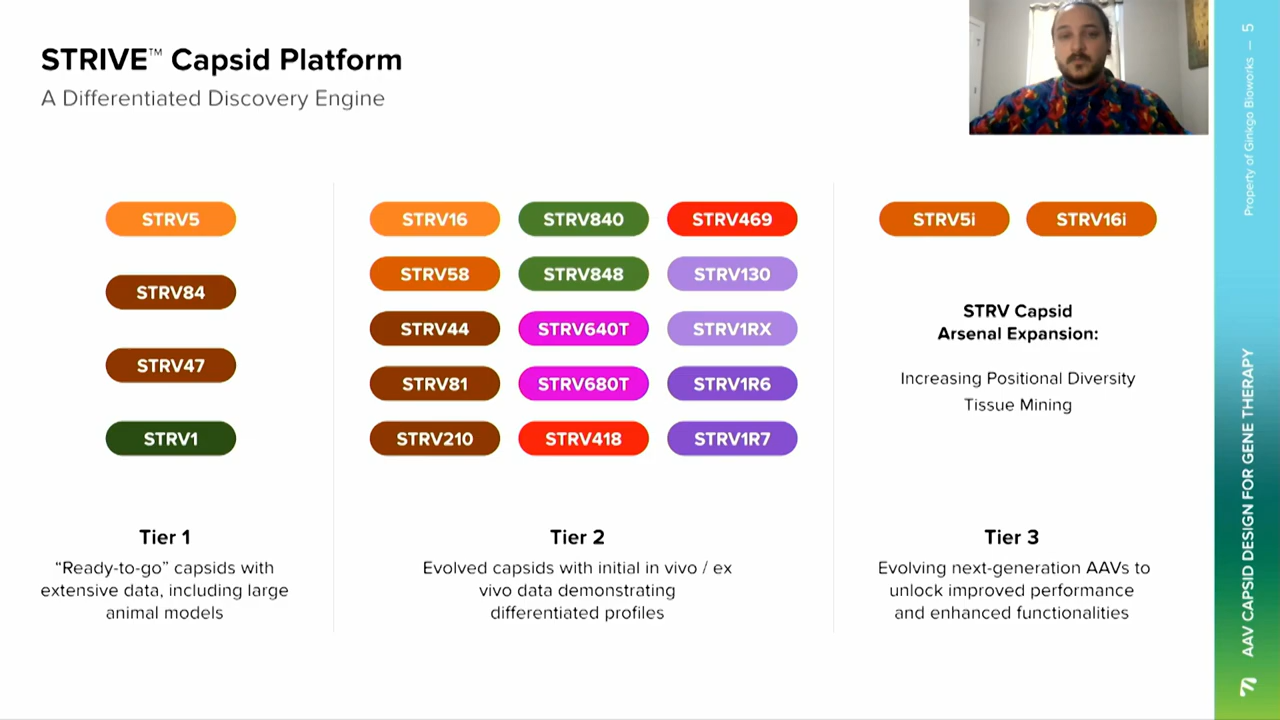 STRIVE™ Capsid Platform
A Differentiated Discovery Engine
STRV5
STRV84
STRV47
STRV1
Tier 1
“Ready-to-go” capsids with
extensive data, including large
animal models
STRV16 STRV840 STRV469
STRV58 STRV848 STRV130
STRV44 STRV640T STRV1RX
STRV81 STRV680T STRV1R6
STRV210 STRV418 STRV1R7
Tier 2
Evolved capsids with initial in vivo / ex
vivo data demonstrating
differentiated profiles
STRV5i STRV16i
STRV Capsid
Arsenal Expansion:
Increasing Positional Diversity
Tissue Mining
Tier 3
Evolving next-generation AAVs to
unlock improved performance
and enhanced functionalities
AAV CAPSID DESIGN FOR GENE THERAPY
Property of Ginkgo Bioworks — 5